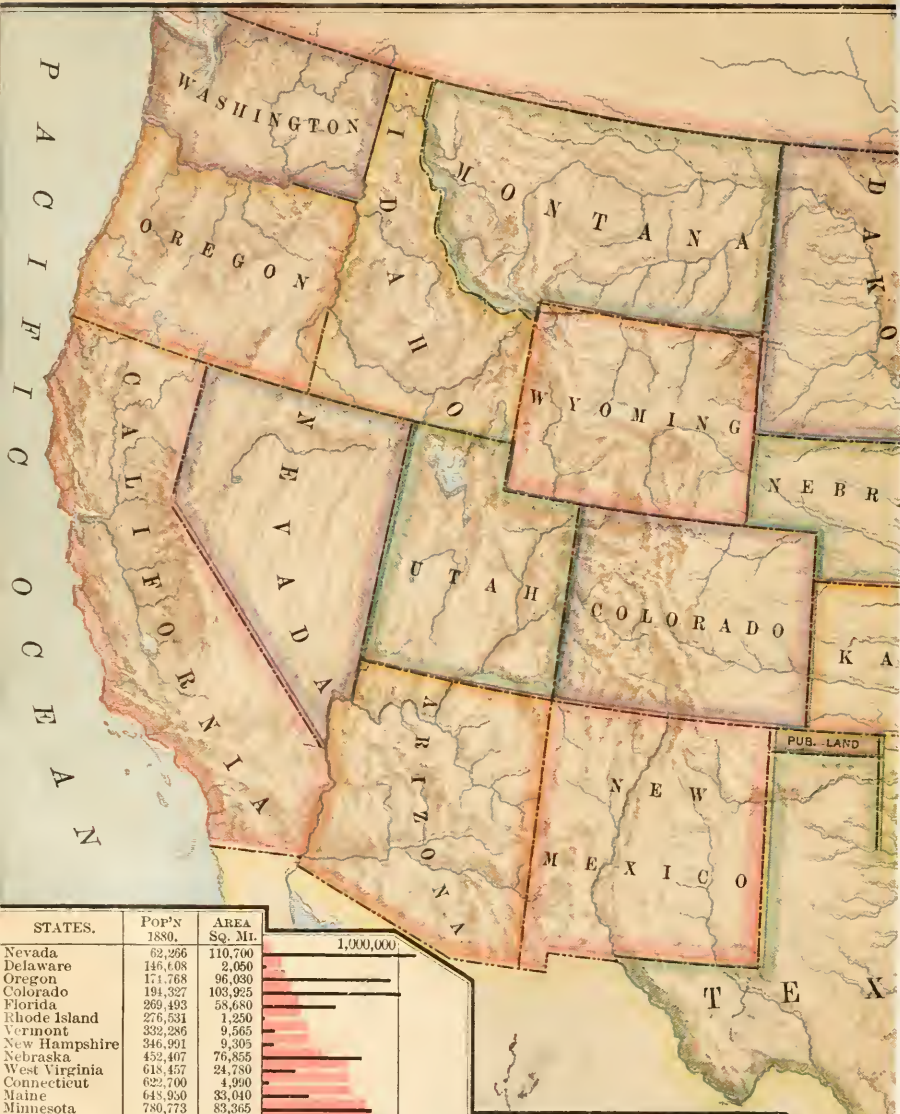 PACIFIC OCEAN
WASHINGTON
OREGON
CALIFORNIA
IDAHO
NEVADA
MONTANA
WYOMING
UTAH
COLORADO
ARIZONA
NEW
MEXICO
DAKO
NEBR
KA
PUB. LAND
TEX
STATES. POP'N 1880. AREA SQ. MI.
1,000,000
Nevada 62,266 110,700
Delaware 146,608 2,050
Oregon 174,768 96,030
Colorado 194,327 103,925
Florida 269,493 58,680
Rhode Island 276,531 1,250
Vermont 332,286 9,565
New Hampshire 346,991 9,305
Nebraska 452,407 76,855
West Virginia 618,457 24,780
Connecticut 622,700 4,990
Maine 648,930 33,040
Minnesota 780,773 83,365